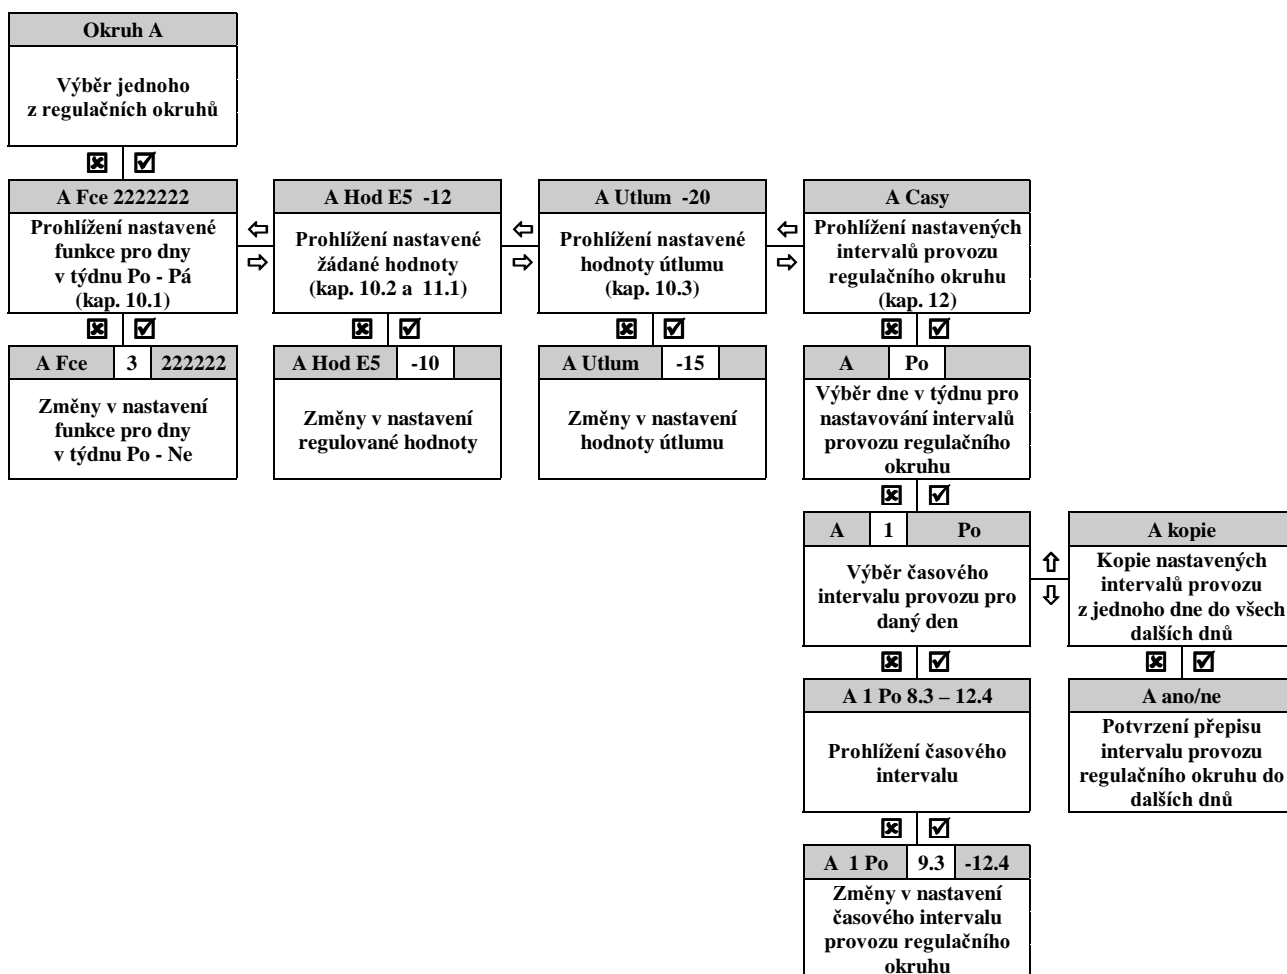 Okruh A
Výběr jednoho
z regulačních okruhů
A Fce 2222222
Prohlížení nastavené
funkce pro dny
v týdnu Po - Pá
(kap. 10.1)
A Hod E5 -12
Prohlížení nastavené
žádané hodnoty
(kap. 10.2 a 11.1)
A Utlum -20
Prohlížení nastavené
hodnoty útlumu
(kap. 10.3)
A Casy
Prohlížení nastavených
intervalů provozu
regulačního okruhu
(kap. 12)
A Fce 3 222222
Změny v nastavení
funkce pro dny
v týdnu Po - Ne
A Hod E5 -10
Změny v nastavení
regulované hodnoty
A Utlum -15
Změny v nastavení
hodnoty útlumu
A Po
Výběr dne v týdnu pro
nastavování intervalů
provozu regulačního
okruhu
A 1 Po
Výběr časového
intervalu provozu pro
daný den
A kopie
Kopie nastavených
intervalů provozu
z jednoho dne do všech
dalších dnů
A 1 Po 8.3 – 12.4
Prohlížení časového
intervalu
A ano/ne
Potvrzení přepisu
intervalu provozu
regulačního okruhu do
dalších dnů
A 1 Po 9.3 -12.4
Změny v nastavení
časového intervalu
provozu regulačního
okruhu